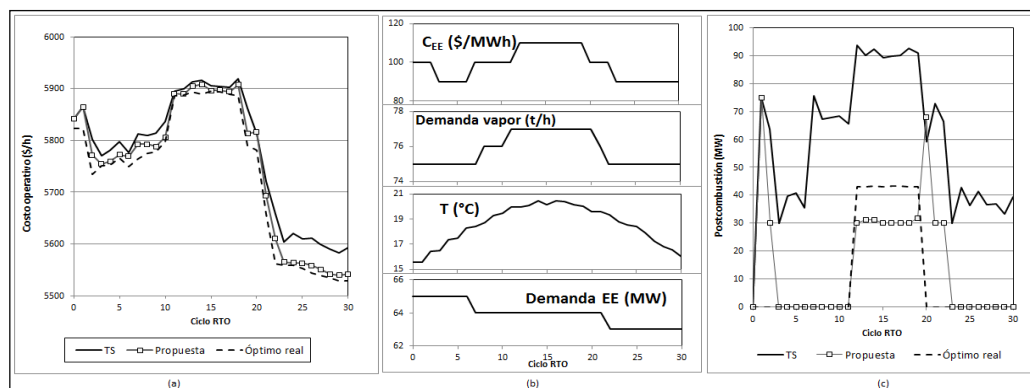 6000
5900
5800
5700
5600
5500
Costo operativo ($/h)
0 5 10 15 20 25 30
Ciclo RTO
TS Propuesta Óptimo real
(a)
C_EE ($/MWh)
120
100
80
Demanda vapor (t/h)
78
76
74
T (°C)
21
19
17
15
Demanda EE (MW)
66
64
62
0 5 10 15 20 25 30
Ciclo RTO
(b)
100
90
80
70
60
50
40
30
20
10
0
Postcombustión (MW)
0 5 10 15 20 25 30
Ciclo RTO
TS Propuesta Óptimo real
(c)